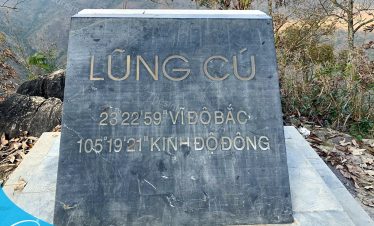 LŨNG CÚ
23°22'59" VĨ ĐỘ BẮC
105°19'21" KINH ĐỘ ĐÔNG